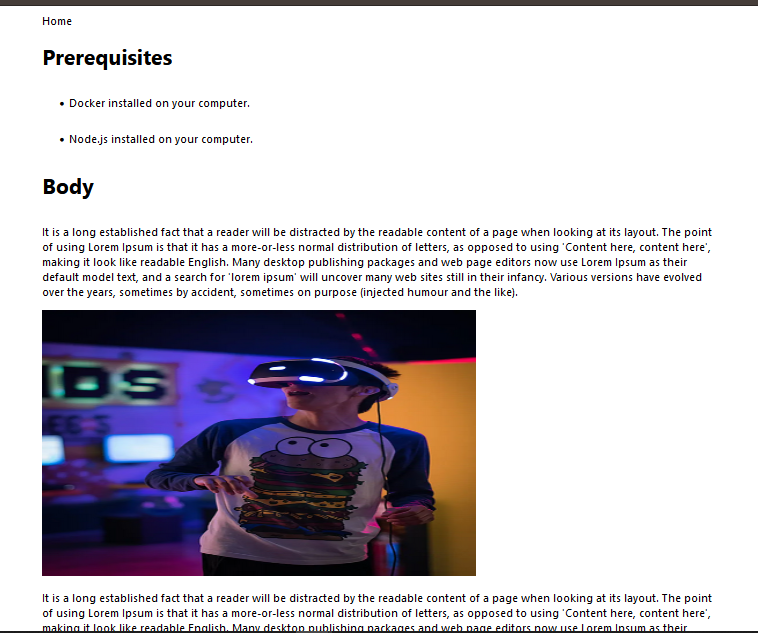 Home
Prerequisites
• Docker installed on your computer.
• Node.js installed on your computer.
Body
It is a long established fact that a reader will be distracted by the readable content of a page when looking at its layout. The point
of using Lorem Ipsum is that it has a more-or-less normal distribution of letters, as opposed to using 'Content here, content here',
making it look like readable English. Many desktop publishing packages and web page editors now use Lorem Ipsum as their
default model text, and a search for 'lorem ipsum' will uncover many web sites still in their infancy. Various versions have evolved
over the years, sometimes by accident, sometimes on purpose (injected humour and the like).
It is a long established fact that a reader will be distracted by the readable content of a page when looking at its layout. The point
of using Lorem Ipsum is that it has a more-or-less normal distribution of letters, as opposed to using 'Content here, content here',
making it look like readable English. Many desktop publishing packages and web page editors now use Lorem Ipsum as their